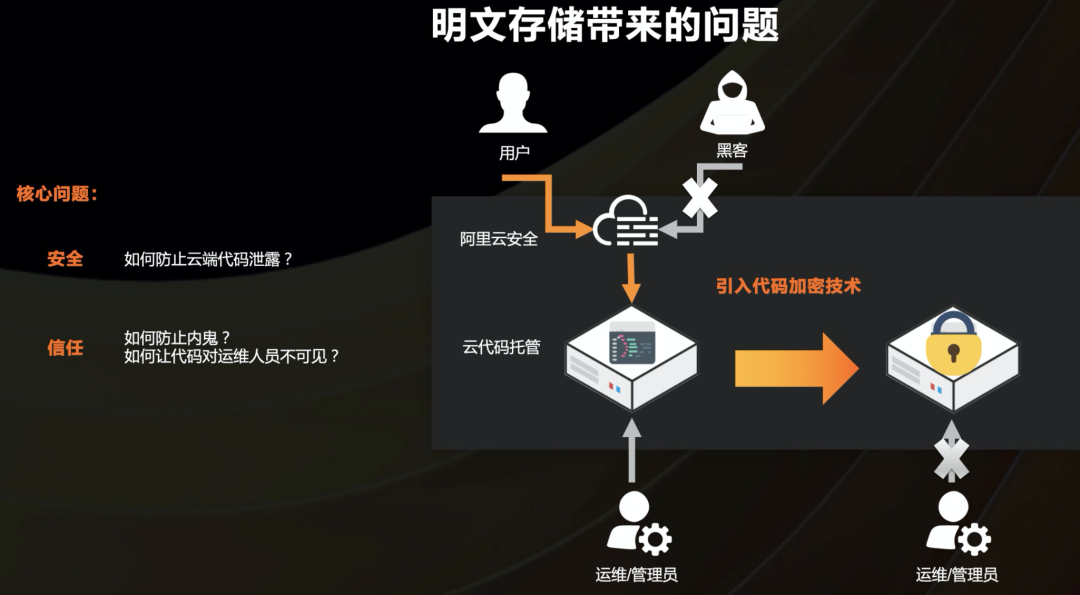 明文存储带来的问题
用户
黑客
核心问题：
阿里云安全
安全
如何防止云端代码泄露？
引入代码加密技术
信任
如何防止内鬼？
如何让代码对运维人员不可见？
云代码托管
运维/管理员
运维/管理员